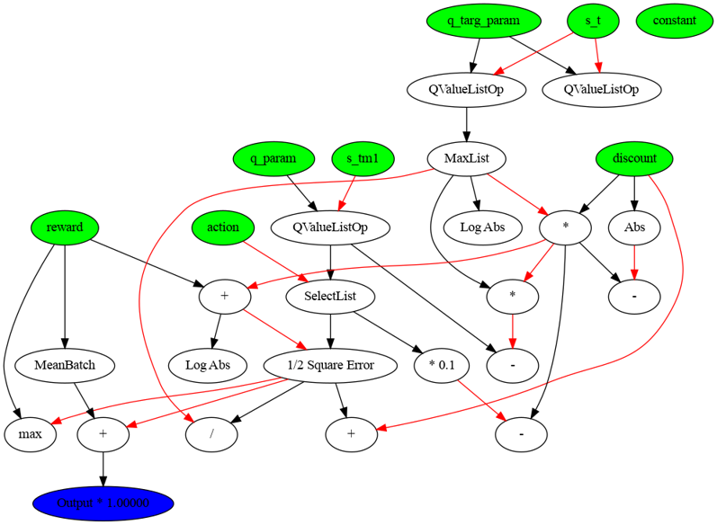 q_targ_param
s_t
constant
QValueListOp
QValueListOp
q_param
s_tm1
MaxList
discount
reward
action
QValueListOp
Log Abs
*
Abs
+
SelectList
*
-
MeanBatch
Log Abs
1/2 Square Error
* 0.1
-
max
+
/
+
-
Output * 1.00000